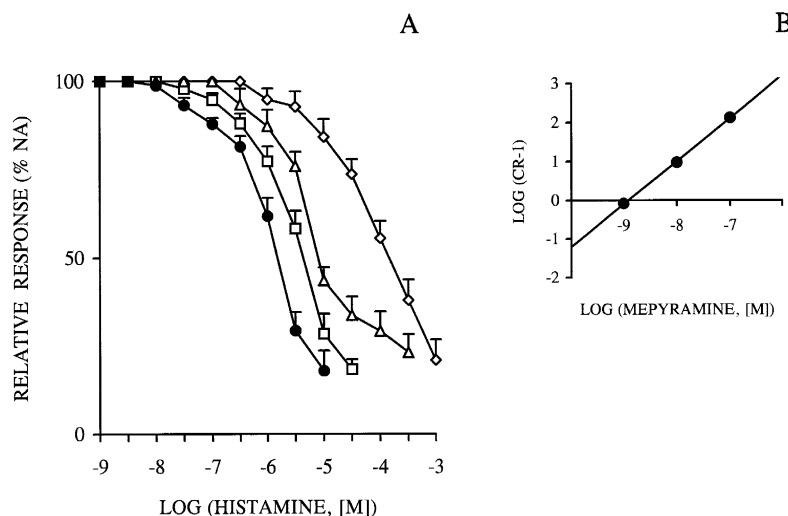 A
RELATIVE RESPONSE (% NA)
100
50
0
-9 -8 -7 -6 -5 -4 -3
LOG (HISTAMINE, [M])
B
LOG (CR-1)
3
2
1
0
-1
-2
-9 -8 -7
LOG (MEPYRAMINE, [M])